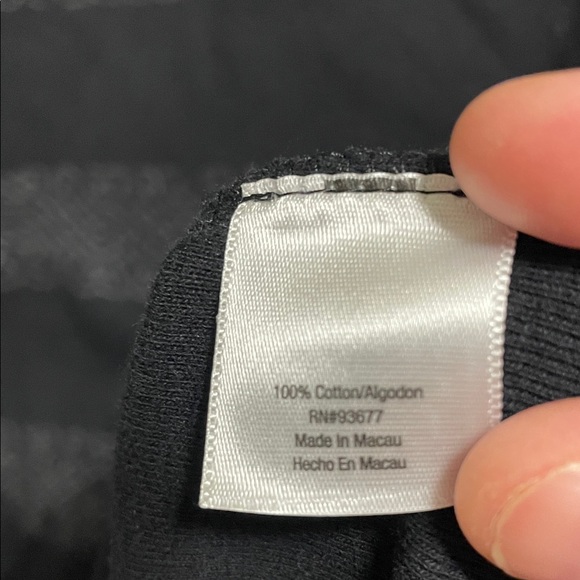 100% Cotton/Algodon
RN#93677
Made In Macau
Hecho En Macau